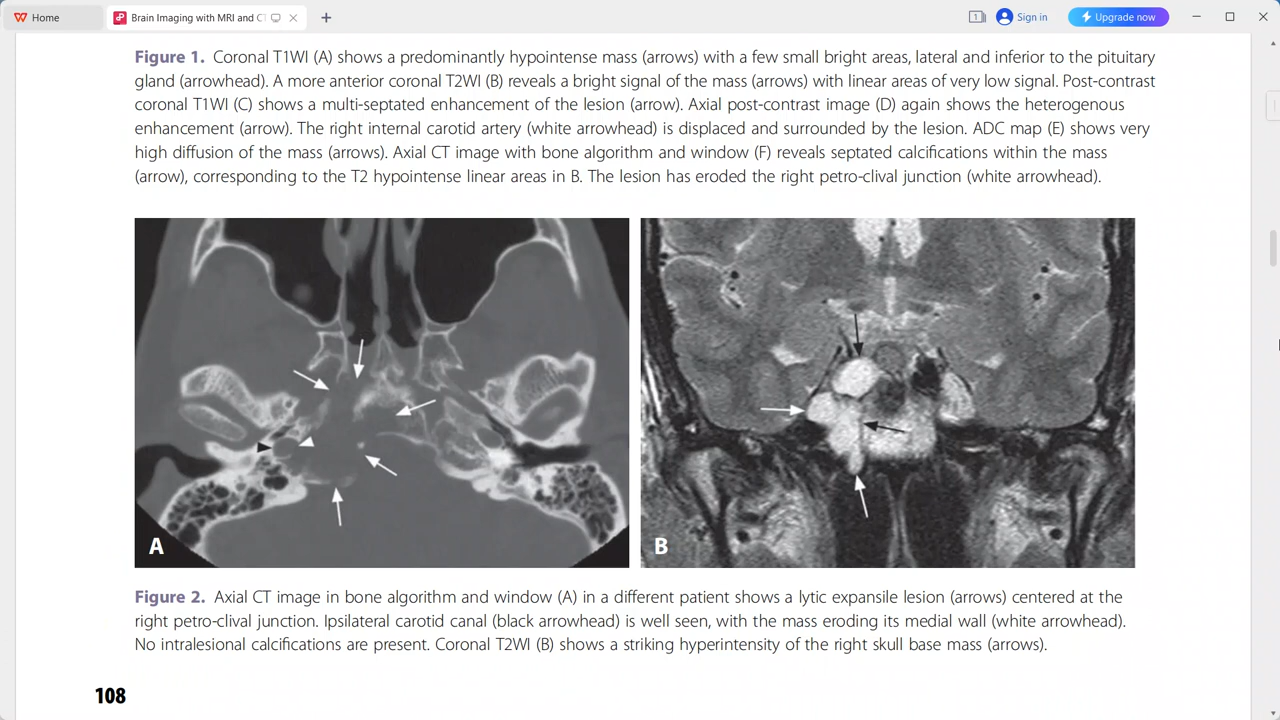 Home
Brain Imaging with MRI and C
Sign in
Upgrade now
Figure 1. Coronal T1WI (A) shows a predominantly hypointense mass (arrows) with a few small bright areas, lateral and inferior to the pituitary
gland (arrowhead). A more anterior coronal T2WI (B) reveals a bright signal of the mass (arrows) with linear areas of very low signal. Post-contrast
coronal T1WI (C) shows a multi-septated enhancement of the lesion (arrow). Axial post-contrast image (D) again shows the heterogenous
enhancement (arrow). The right internal carotid artery (white arrowhead) is displaced and surrounded by the lesion. ADC map (E) shows very
high diffusion of the mass (arrows). Axial CT image with bone algorithm and window (F) reveals septated calcifications within the mass
(arrow), corresponding to the T2 hypointense linear areas in B. The lesion has eroded the right petro-clival junction (white arrowhead).
A
B
Figure 2. Axial CT image in bone algorithm and window (A) in a different patient shows a lytic expansile lesion (arrows) centered at the
right petro-clival junction. Ipsilateral carotid canal (black arrowhead) is well seen, with the mass eroding its medial wall (white arrowhead).
No intralesional calcifications are present. Coronal T2WI (B) shows a striking hyperintensity of the right skull base mass (arrows).
108